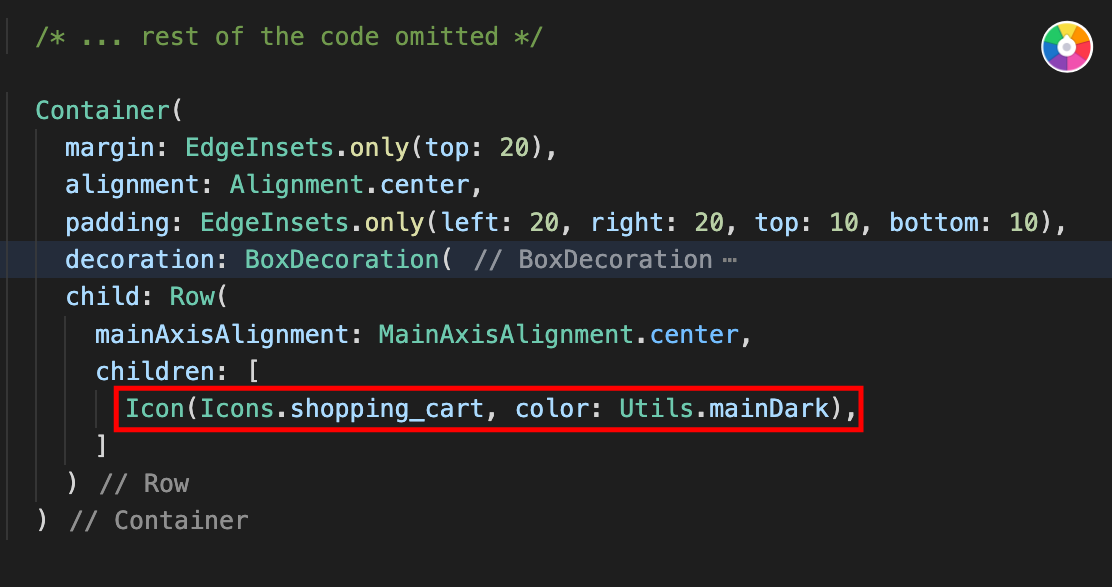 /* ... rest of the code omitted */
Container(
margin: EdgeInsets.only(top: 20),
alignment: Alignment.center,
padding: EdgeInsets.only(left: 20, right: 20, top: 10, bottom: 10),
decoration: BoxDecoration( // BoxDecoration ⋯
child: Row(
mainAxisAlignment: MainAxisAlignment.center,
children: [
Icon(Icons.shopping_cart, color: Utils.mainDark),
]
) // Row
) // Container